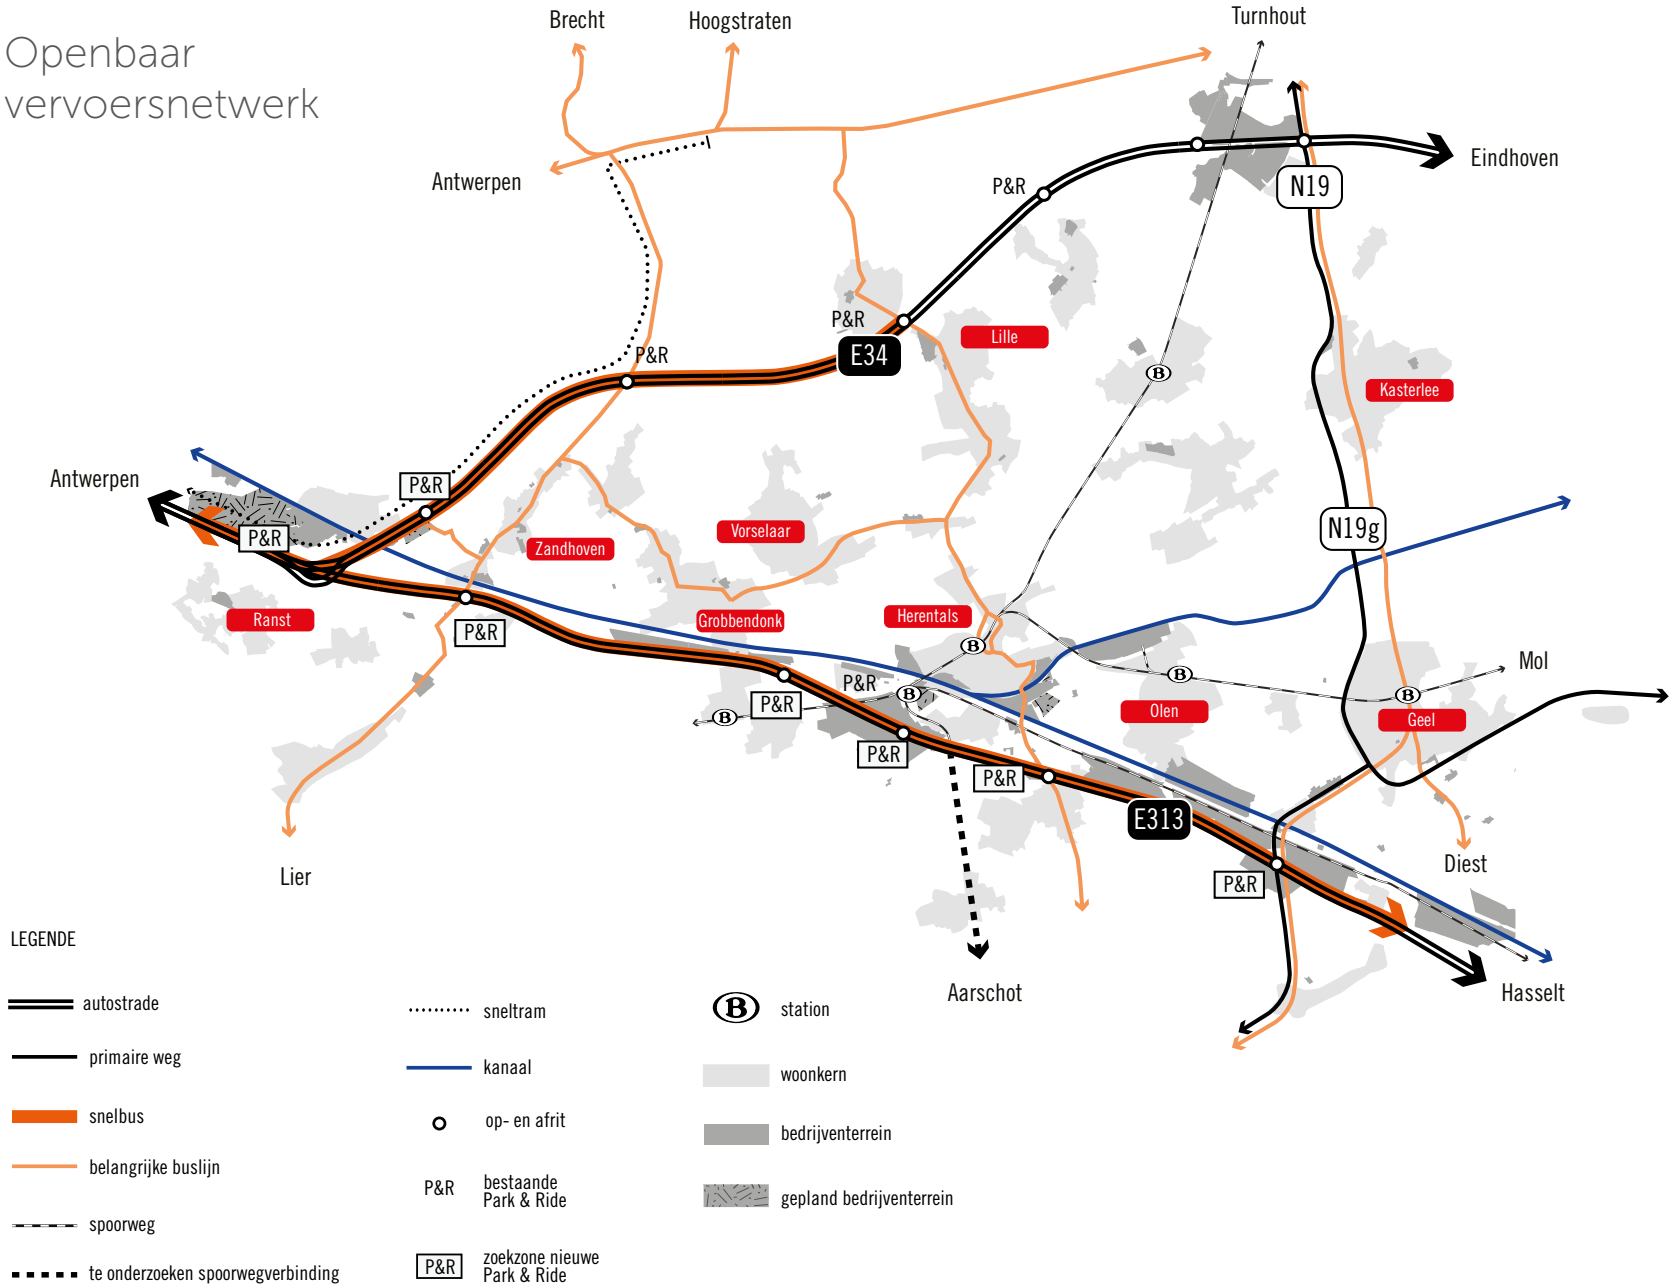 Openbaar
vervoersnetwerk
Brecht
Hoogstraten
Turnhout
Antwerpen
Eindhoven
P&R
N19
P&R
E34
Lille
P&R
Kasterlee
Antwerpen
P&R
P&R
N19g
Vorselaar
Zandhoven
Ranst
P&R
Grobbendonk
Herentals
B
B
Mol
P&R
B
B
B
B
P&R
Olen
Geel
P&R
P&R
E313
P&R
Lier
Diest
Aarschot
Hasselt
LEGENDE
autostrade
primaire weg
snelbus
belangrijke buslijn
spoorweg
te onderzoeken spoorwegverbinding
sneltram
kanaal
op- en afrit
P&R
bestaande
Park & Ride
P&R
zoekzone nieuwe
Park & Ride
B
station
woonkern
bedrijventerrein
gepland bedrijventerrein